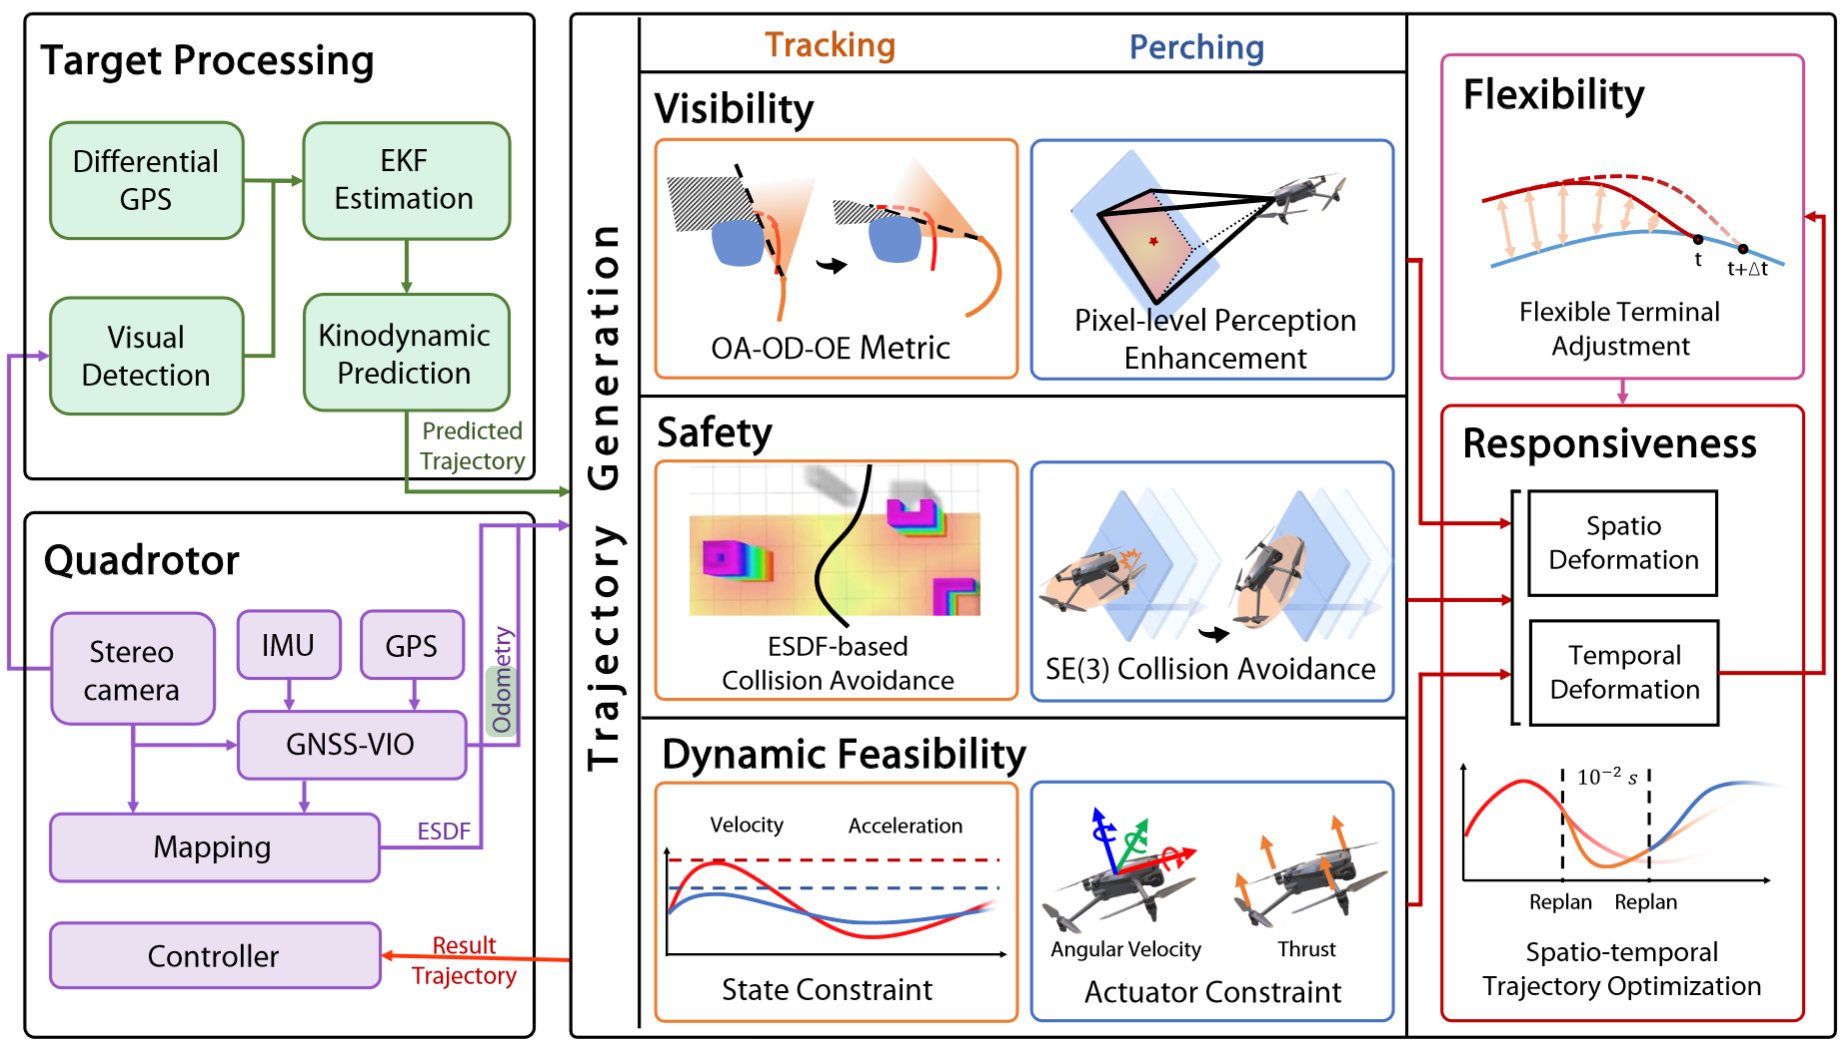 Target Processing
Differential
GPS
EKF
Estimation
Visual
Detection
Kinodynamic
Prediction
Predicted
Trajectory
Quadrotor
Stereo
camera
IMU
GPS
GNSS-VIO
Odometry
Mapping
ESDF
Controller
Result
Trajectory
Trajectory Generation
Tracking
Perching
Visibility
OA-OD-OE Metric
Pixel-level Perception
Enhancement
Safety
ESDF-based
Collision Avoidance
SE(3) Collision Avoidance
Dynamic Feasibility
Velocity
Acceleration
State Constraint
Angular Velocity
Thrust
Actuator Constraint
Flexibility
t
t+Δt
Flexible Terminal
Adjustment
Responsiveness
Spatio
Deformation
Temporal
Deformation
10⁻² s
Replan
Replan
Spatio-temporal
Trajectory Optimization